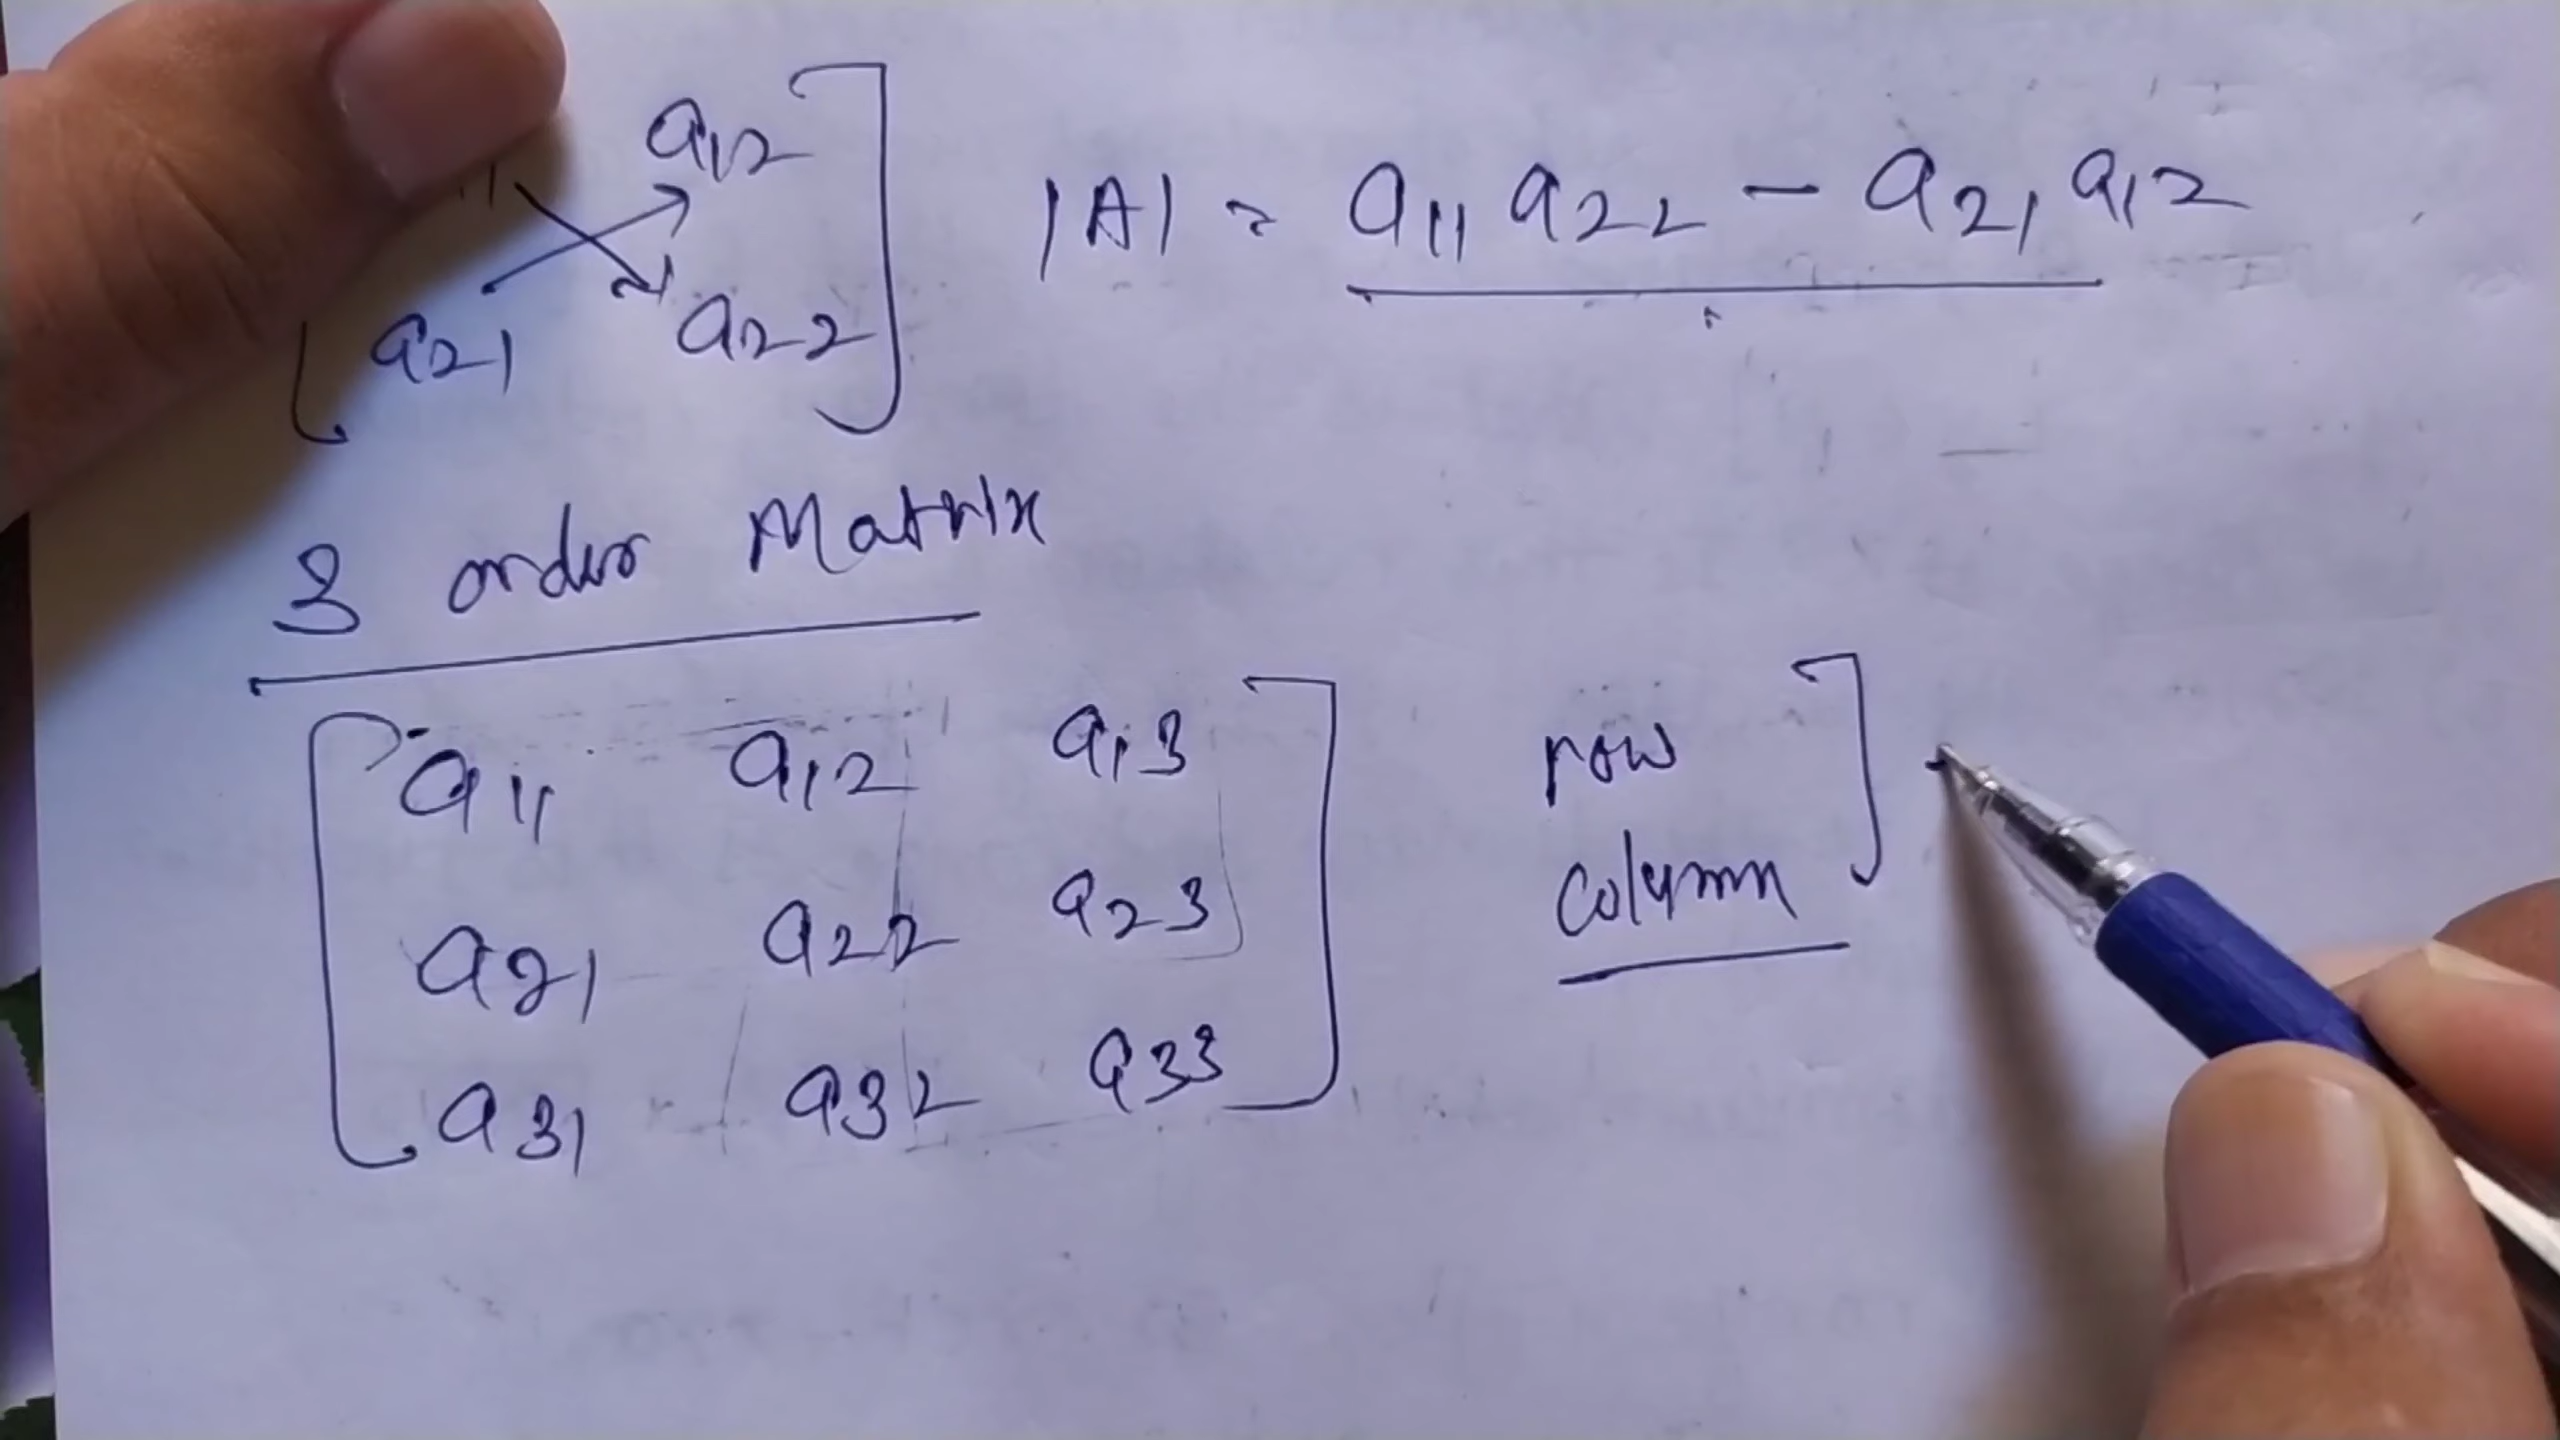 a12
a21 a22
|A| = a11 a22 - a21 a12
3 order Matrix
a11 a12 a13
a21 a22 a23
a31 a32 a33
row
column